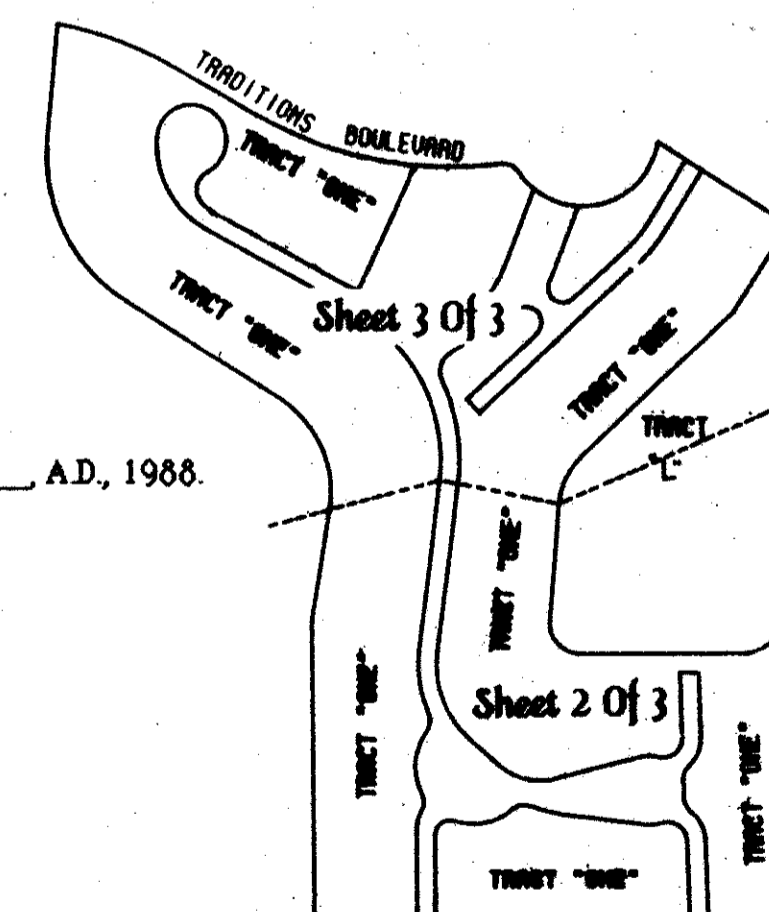 TRADITIONS BOULEVARD
TRACT "ONE"
TRACT "ONE"
Sheet 3 Of 3
TRACT "ONE"
TRACT
"L"
A.D., 1988.
TRACT "ONE"
TRACT "ONE"
Sheet 2 Of 3
TRACT "ONE"
TRACT "ONE"